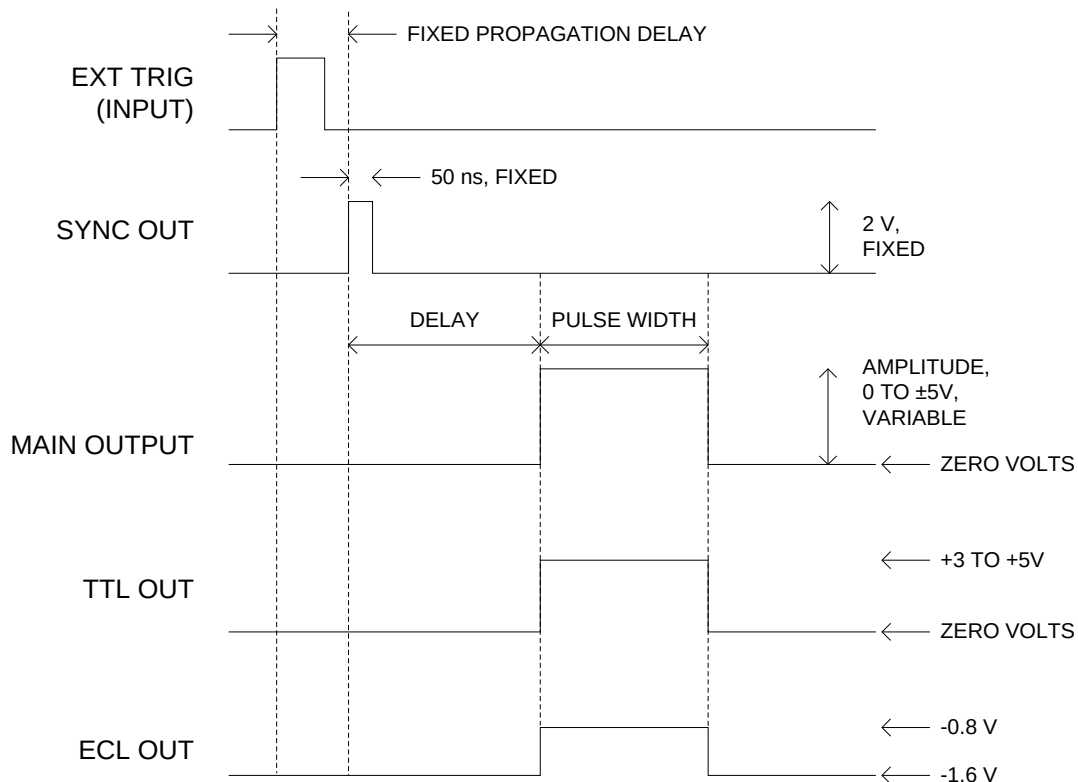 FIXED PROPAGATION DELAY
EXT TRIG
(INPUT)
50 ns, FIXED
SYNC OUT
2 V,
FIXED
DELAY
PULSE WIDTH
AMPLITUDE,
0 TO ±5V,
VARIABLE
MAIN OUTPUT
ZERO VOLTS
+3 TO +5V
TTL OUT
ZERO VOLTS
-0.8 V
ECL OUT
-1.6 V